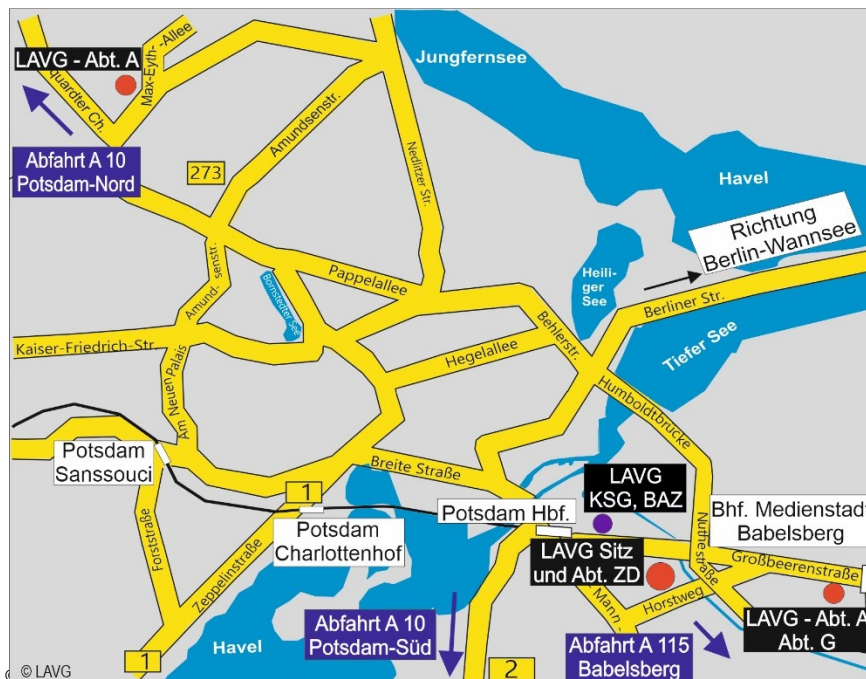 LAVG - Abt. A
Max-Eyth-Allee
quardter Ch.
Abfahrt A 10
Potsdam-Nord
273
Amundsenstr.
Nedlitzer Str.
Jungfernsee
Havel
Richtung
Berlin-Wannsee
Heili-
ger
See
Berliner Str.
Tiefer See
Pappelallee
Amund-
senstr.
Bornstedter See
Kaiser-Friedrich-Str.
Am Neuen Palais
Hegelallee
Behlerstr.
Humboldtbrücke
Potsdam
Sanssouci
Breite Straße
1
Potsdam
Charlottenhof
Potsdam Hbf.
LAVG
KSG, BAZ
Bhf. Medienstadt
Babelsberg
LAVG Sitz
und Abt. ZD
Nuthestraße
Großbeerenstraße
Forststraße
Zeppelinstraße
Horstweg
Mann-
LAVG - Abt. A
Abt. G
Havel
Abfahrt A 10
Potsdam-Süd
Abfahrt A 115
Babelsberg
1
2
© © LAVG